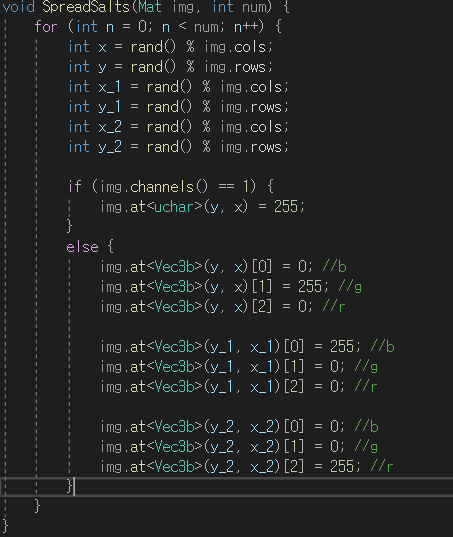 void SpreadSalts(Mat img, int num) {
    for (int n = 0; n < num; n++) {
        int x = rand() % img.cols;
        int y = rand() % img.rows;
        int x_1 = rand() % img.cols;
        int y_1 = rand() % img.rows;
        int x_2 = rand() % img.cols;
        int y_2 = rand() % img.rows;

        if (img.channels() == 1) {
            img.at<uchar>(y, x) = 255;
        }
        else {
            img.at<Vec3b>(y, x)[0] = 0; //b
            img.at<Vec3b>(y, x)[1] = 255; //g
            img.at<Vec3b>(y, x)[2] = 0; //r

            img.at<Vec3b>(y_1, x_1)[0] = 255; //b
            img.at<Vec3b>(y_1, x_1)[1] = 0; //g
            img.at<Vec3b>(y_1, x_1)[2] = 0; //r

            img.at<Vec3b>(y_2, x_2)[0] = 0; //b
            img.at<Vec3b>(y_2, x_2)[1] = 0; //g
            img.at<Vec3b>(y_2, x_2)[2] = 255; //r
        }
    }
}